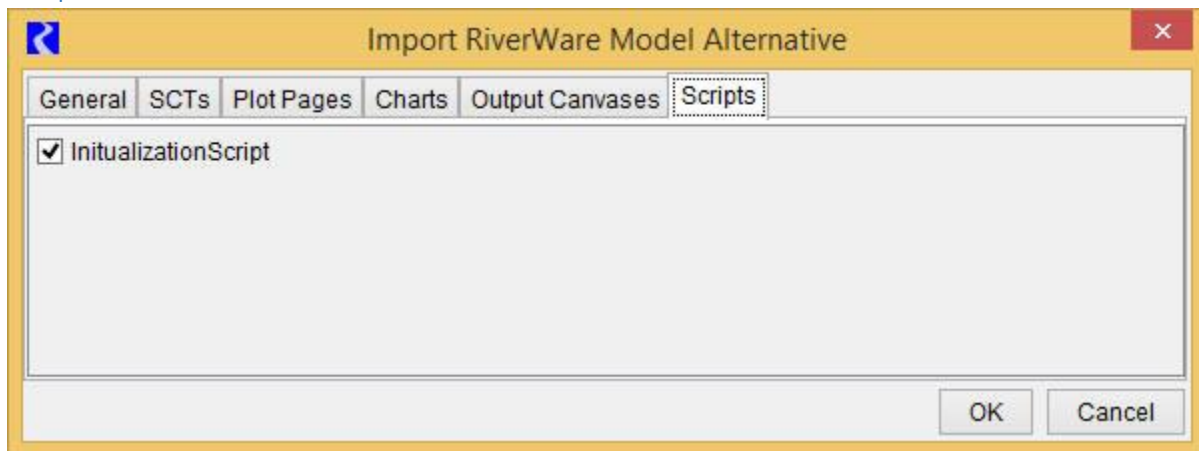 Import RiverWare Model Alternative
General SCTs Plot Pages Charts Output Canvases Scripts
InitualizationScript
OK Cancel